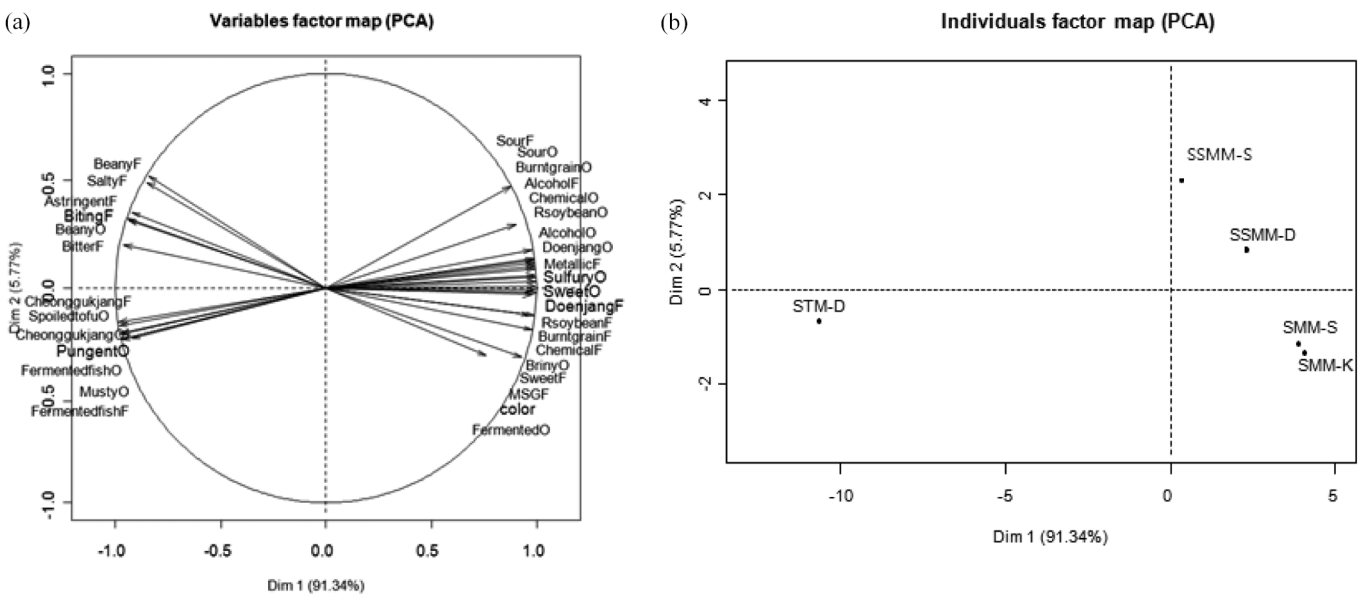 (a)
Variables factor map (PCA)
1.0
0.5
0.0
-0.5
-1.0
Dim 2 (5.77%)
BeanyF
SaltyF
AstringentF
BitingF
BeanyO
BitterF
CheonggukjangF
SpoiledtofuO
CheonggukjangO
PungentO
FermentedfishO
MustyO
FermentedfishF
SourF
SourO
BurntgrainO
AlcoholF
ChemicalO
RsoybeanO
AlcoholO
DoenjangO
MetallicF
SulfuryO
SweetO
DoenjangF
RsoybeanF
BurntgrainF
ChemicalF
BrinyO
SweetF
MSGF
color
FermentedO
-1.0 -0.5 0.0 0.5 1.0
Dim 1 (91.34%)
(b)
Individuals factor map (PCA)
4
2
0
-2
Dim 2 (5.77%)
SSMM-S
SSMM-D
STM-D
SMM-S
SMM-K
-10 0 5
Dim 1 (91.34%)